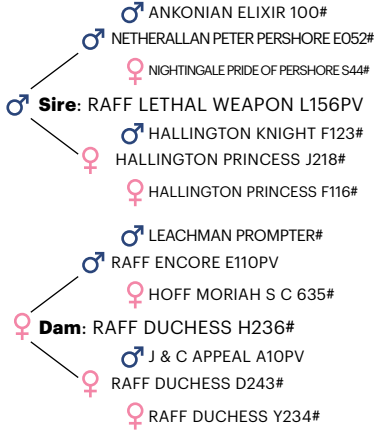 ANKONIAN ELIXIR 100#
NETHERALLAN PETER PERSHORE E052#
NIGHTINGALE PRIDE OF PERSHORE S44#
Sire: RAFF LETHAL WEAPON L156PV
HALLINGTON KNIGHT F123#
HALLINGTON PRINCESS J218#
HALLINGTON PRINCESS F116#
LEACHMAN PROMPTER#
RAFF ENCORE E110PV
HOFF MORIAH S C 635#
Dam: RAFF DUCHESS H236#
J & C APPEAL A10PV
RAFF DUCHESS D243#
RAFF DUCHESS Y234#